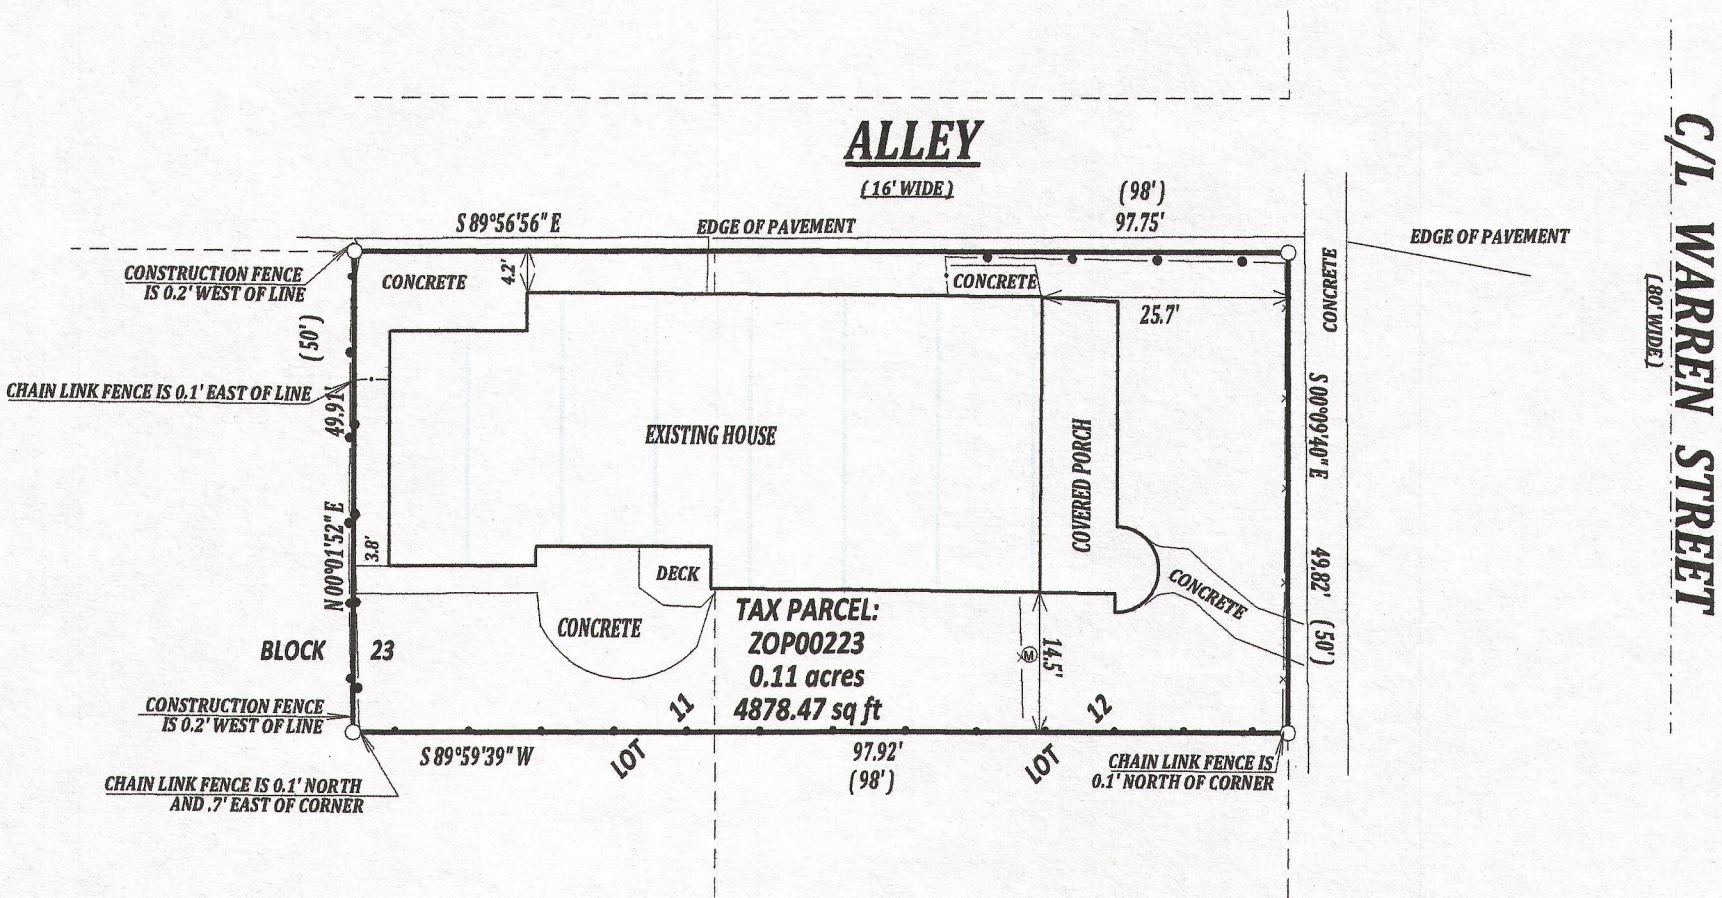 C/L WARREN STREET
(80' WIDE)
ALLEY
(16' WIDE)
(98')
97.75'
S 89°56'56" E
EDGE OF PAVEMENT
EDGE OF PAVEMENT
CONCRETE
CONSTRUCTION FENCE
IS 0.2' WEST OF LINE
CONCRETE
4.2'
CONCRETE
25.7'
(50')
CHAIN LINK FENCE IS 0.1' EAST OF LINE
49.91'
S 00°09'40" E
EXISTING HOUSE
COVERED PORCH
N 00°01'52" E
3.8'
DECK
CONCRETE
49.82'
(50')
TAX PARCEL:
ZOP00223
0.11 acres
4878.47 sq ft
CONCRETE
14.5'
M
BLOCK 23
CONSTRUCTION FENCE
IS 0.2' WEST OF LINE
LOT 11
LOT 12
S 89°59'39" W
97.92'
(98')
CHAIN LINK FENCE IS
0.1' NORTH OF CORNER
CHAIN LINK FENCE IS 0.1' NORTH
AND .7' EAST OF CORNER